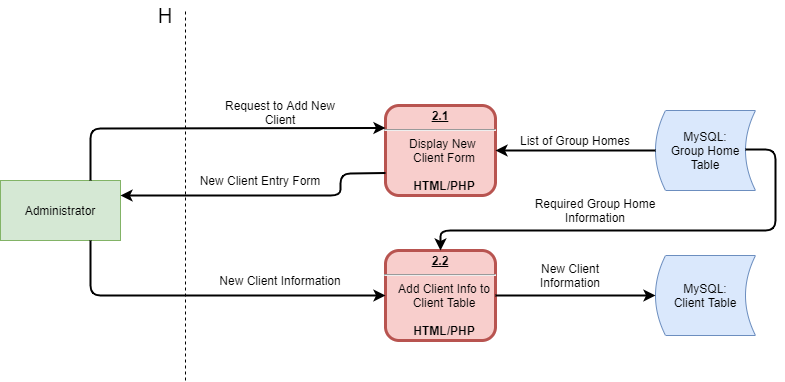 H
Request to Add New
Client
2.1
Display New
Client Form
HTML/PHP
List of Group Homes
MySQL:
Group Home
Table
New Client Entry Form
Administrator
Required Group Home
Information
2.2
Add Client Info to
Client Table
HTML/PHP
New Client Information
New Client
Information
MySQL:
Client Table